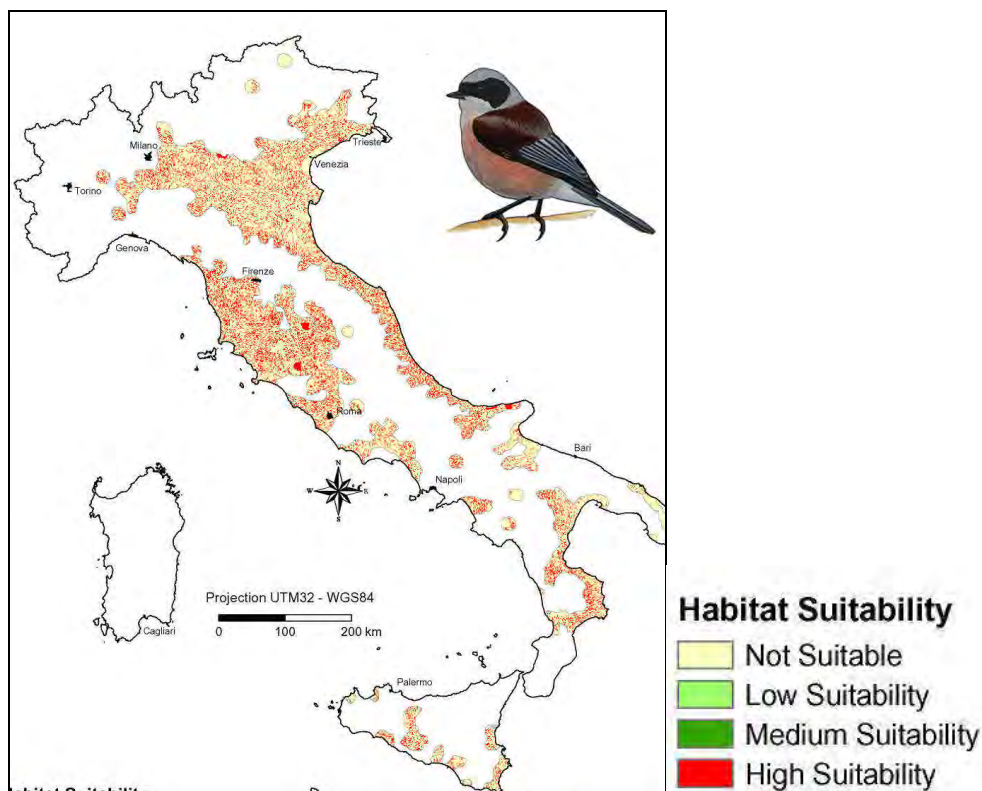 Milano
Trieste
Venezia
Torino
Genova
Firenze
Roma
Bari
Napoli
N
W
E
S
Projection UTM32 - WGS84
0 100 200 km
Cagliari
Palermo
Habitat Suitability
Not Suitable
Low Suitability
Medium Suitability
High Suitability